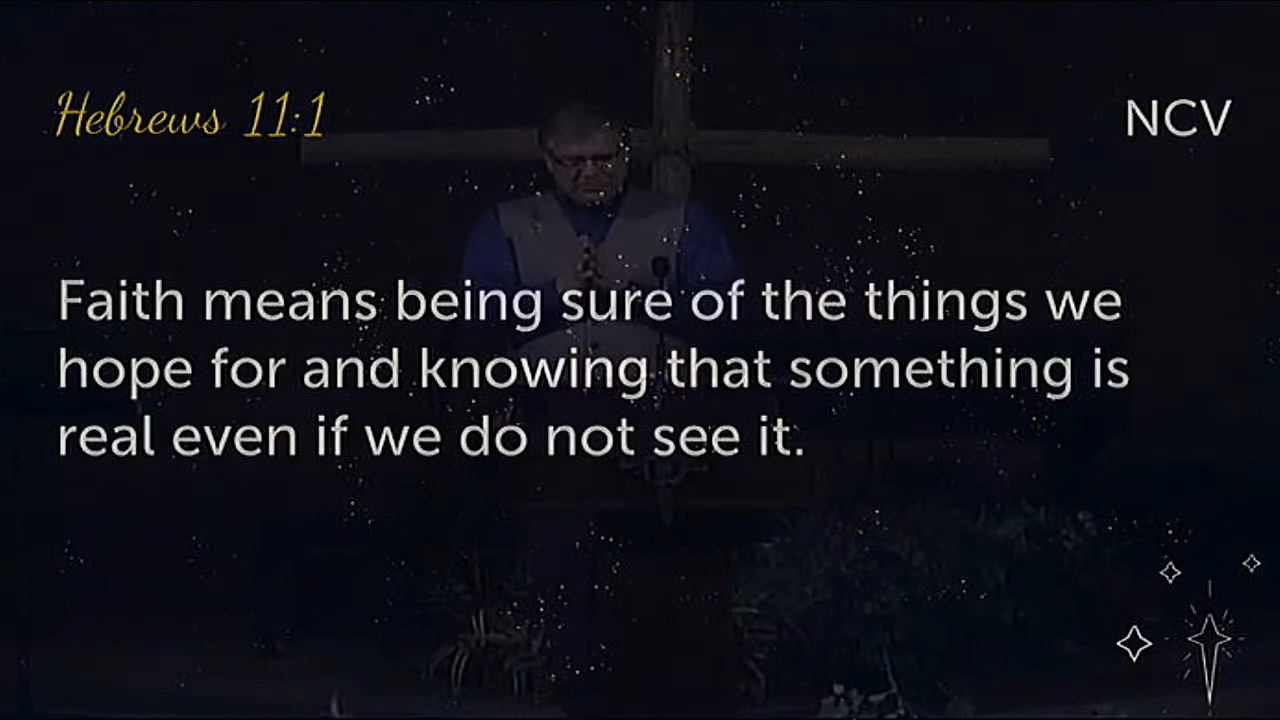 Hebrews 11:1
NCV
Faith means being sure of the things we
hope for and knowing that something is
real even if we do not see it.